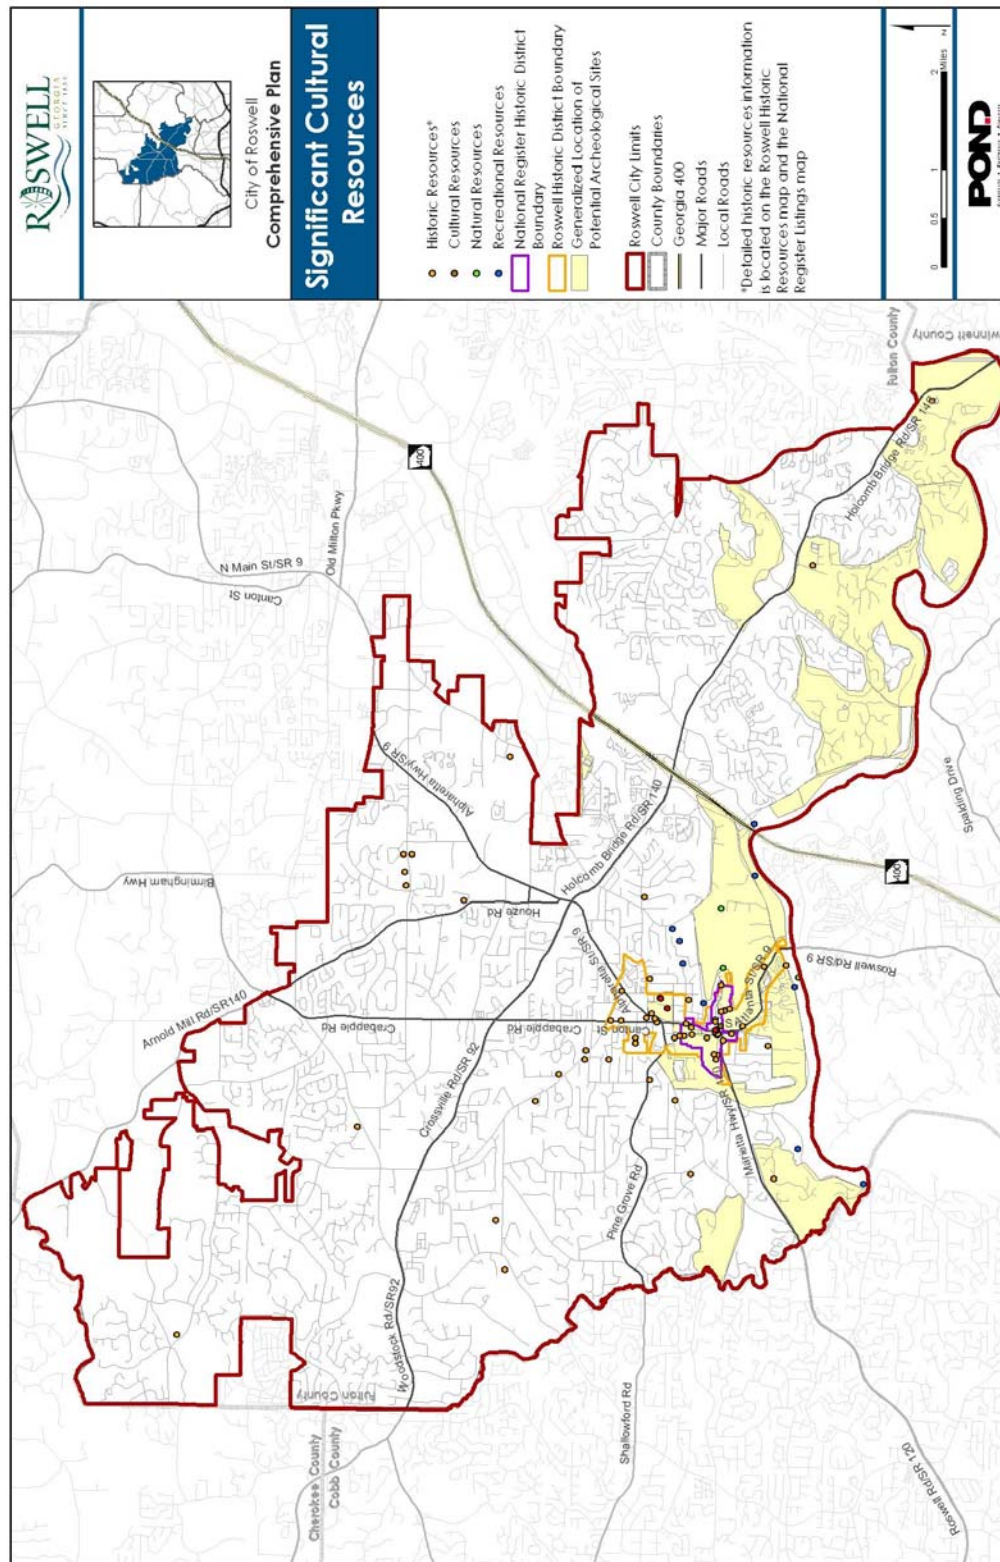 ROSWELL
GEORGIA
SINCE 1854
City of Roswell
Comprehensive Plan
Significant Cultural
Resources
Historic Resources*
Cultural Resources
Natural Resources
Recreational Resources
National Register Historic District
Boundary
Roswell Historic District Boundary
Generalized Location of
Potential Archeological Sites
Roswell City Limits
County Boundaries
Georgia 400
Major Roads
Local Roads
*Detailed historic resources information
is located on the Roswell Historic
Resources map and the National
Register Listings map
0 0.5 1 2
Miles
N
POND
Cherokee County
Cobb County
Fulton County
Woodstock Rd/SR92
Shallowford Rd
Roswell Rd/SR 120
Pine Grove Rd
Marietta Hwy/SR
Arnold Mill Rd/SR140
Crossville Rd/SR 92
Crabapple Rd
Crabapple Rd
Canton St
Birmingham Hwy
Houze Rd
Alpharetta St/SR 9
Atlanta St/SR 9
Roswell Rd/SR 9
Alpharetta Hwy/SR 9
Holcomb Bridge Rd/SR 140
N Main St/SR 9
Canton St
Old Milton Pkwy
400
400
Spalding Drive
Holcomb Bridge Rd/SR 140
Fulton County
winnett County